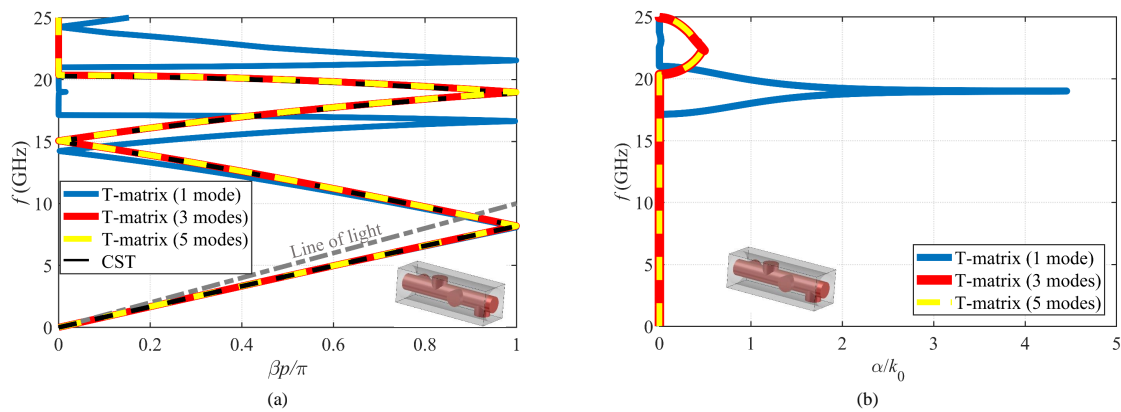 25
20
15
10
5
0
f (GHz)
T-matrix (1 mode)
T-matrix (3 modes)
T-matrix (5 modes)
CST
Line of light
0
0.2
0.4
0.6
0.8
1
βp/π
(a)
25
20
15
10
5
0
f (GHz)
T-matrix (1 mode)
T-matrix (3 modes)
T-matrix (5 modes)
0
1
2
3
4
5
α/k₀
(b)